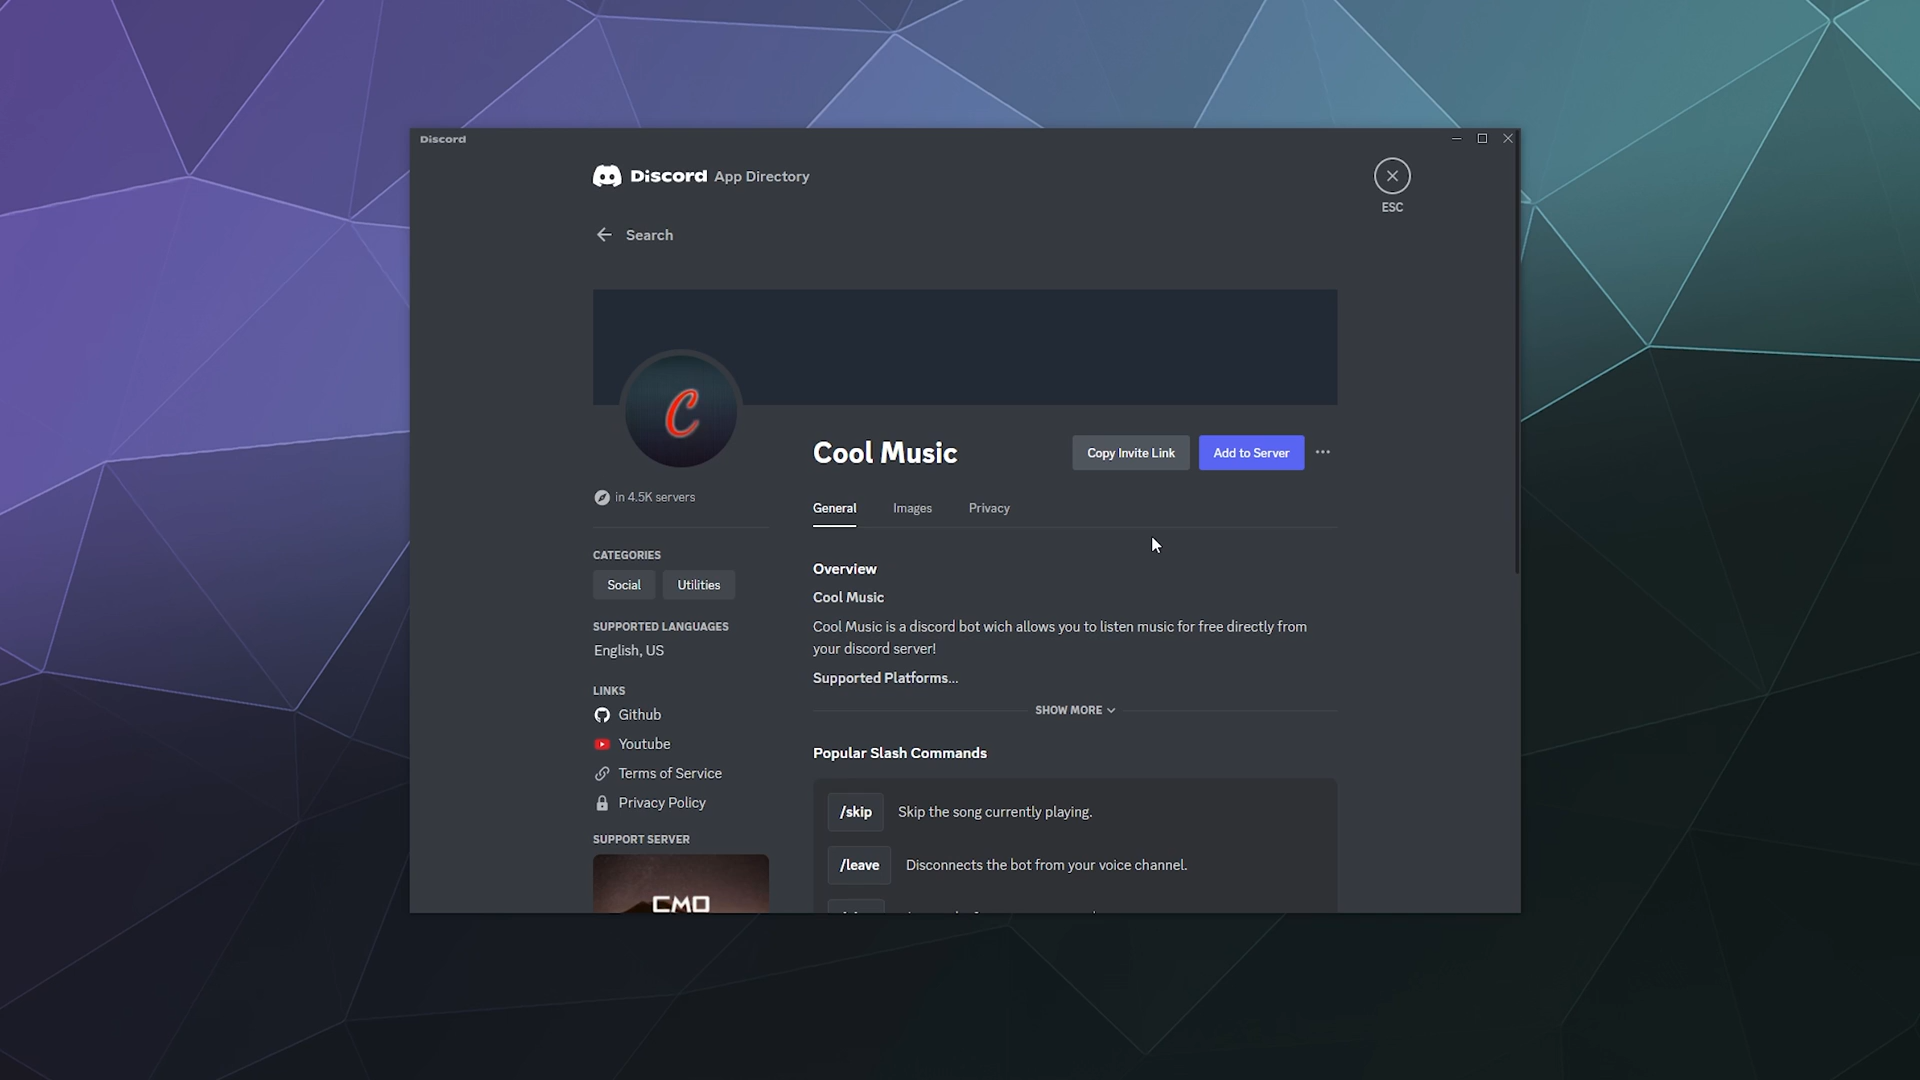 Discord
Discord App Directory
ESC
Search
C
Cool Music
Copy Invite Link
Add to Server
in 4.5K servers
General
Images
Privacy
CATEGORIES
Social
Utilities
SUPPORTED LANGUAGES
English, US
LINKS
Github
Youtube
Terms of Service
Privacy Policy
SUPPORT SERVER
CMO
Overview
Cool Music
Cool Music is a discord bot wich allows you to listen music for free directly from
your discord server!
Supported Platforms...
SHOW MORE
Popular Slash Commands
/skip Skip the song currently playing.
/leave Disconnects the bot from your voice channel.